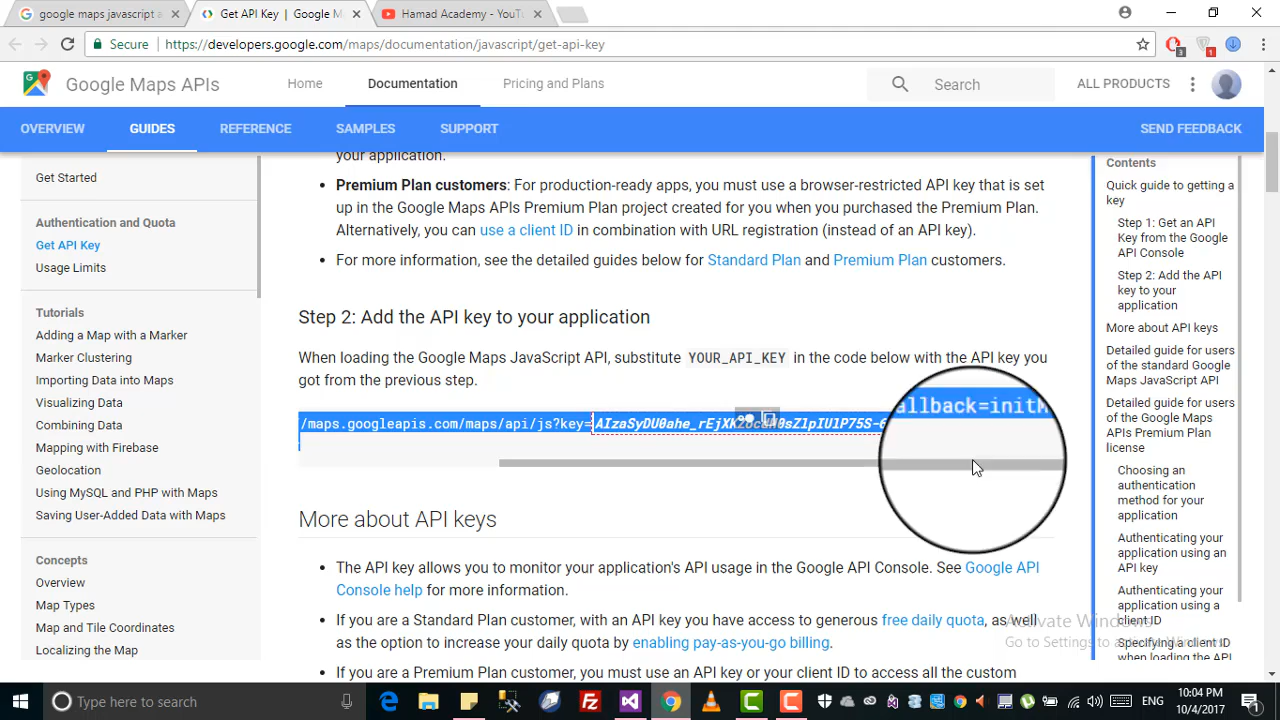 google maps javascript a
Get API Key | Google M
Hamad Academy - YouT
Secure
https://developers.google.com/maps/documentation/javascript/get-api-key
3
1
Google Maps APIs
Home
Documentation
Pricing and Plans
Search
ALL PRODUCTS
OVERVIEW
GUIDES
REFERENCE
SAMPLES
SUPPORT
SEND FEEDBACK
Get Started
Authentication and Quota
Get API Key
Usage Limits
Tutorials
Adding a Map with a Marker
Marker Clustering
Importing Data into Maps
Visualizing Data
Combining Data
Mapping with Firebase
Geolocation
Using MySQL and PHP with Maps
Saving User-Added Data with Maps
Concepts
Overview
Map Types
Map and Tile Coordinates
Localizing the Map
your application.
• Premium Plan customers: For production-ready apps, you must use a browser-restricted API key that is set
up in the Google Maps APIs Premium Plan project created for you when you purchased the Premium Plan.
Alternatively, you can use a client ID in combination with URL registration (instead of an API key).
• For more information, see the detailed guides below for Standard Plan and Premium Plan customers.
Step 2: Add the API key to your application
When loading the Google Maps JavaScript API, substitute YOUR_API_KEY in the code below with the API key you
got from the previous step.
/maps.googleapis.com/maps/api/js?key=
allback=initM
More about API keys
• The API key allows you to monitor your application's API usage in the Google API Console. See Google API
Console help for more information.
• If you are a Standard Plan customer, with an API key you have access to generous free daily quota, as well
as the option to increase your daily quota by enabling pay-as-you-go billing.
• If you are a Premium Plan customer, you must use an API key or your client ID to access all the custom
Contents
Quick guide to getting a
key
Step 1: Get an API
Key from the Google
API Console
Step 2: Add the API
key to your
application
More about API keys
Detailed guide for users
of the standard Google
Maps JavaScript API
Detailed guide for users
of the Google Maps
APIs Premium Plan
license
Choosing an
authentication
method for your
application
Authenticating your
application using an
API key
Authenticating your
application using a
client ID
Specifying a client ID
when loading the API
Activate Windows
Go to Settings to activate Windows.
Type here to search
ENG
10:04 PM
10/4/2017
1